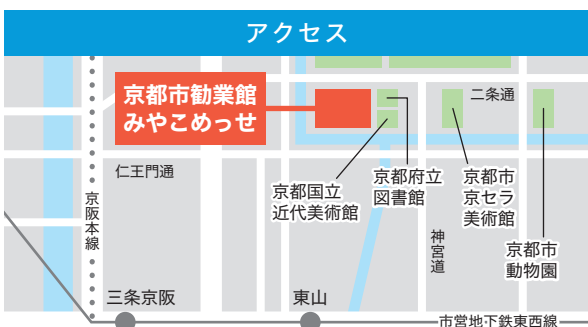 アクセス
京都市勧業館
みやこめっせ
二条通
仁王門通
京都国立
近代美術館
京都府立
図書館
京都市
京セラ
美術館
京都市
動物園
京阪本線
神宮道
三条京阪
東山
市営地下鉄東西線